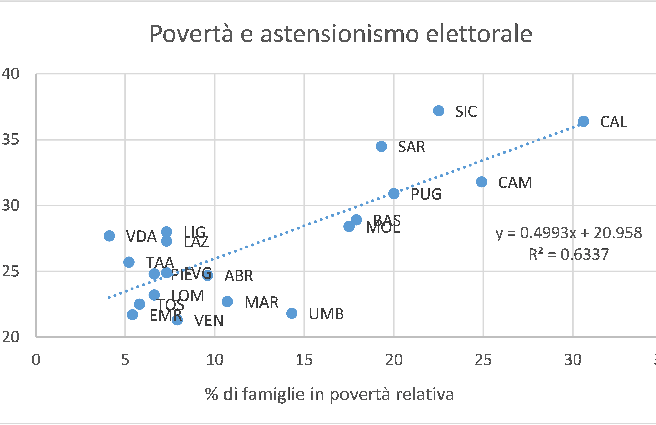 Povertà e astensionismo elettorale
40
SIC
CAL
35
SAR
CAM
PUG
30
BAS
MOL
VDA
LIG
LAZ
y = 0.4993x + 20.958
R² = 0.6337
TAA
25
PIE
FVG
ABR
LOM
MAR
TOS
EMR
VEN
UMB
20
0 5 10 15 20 25 30
% di famiglie in povertà relativa